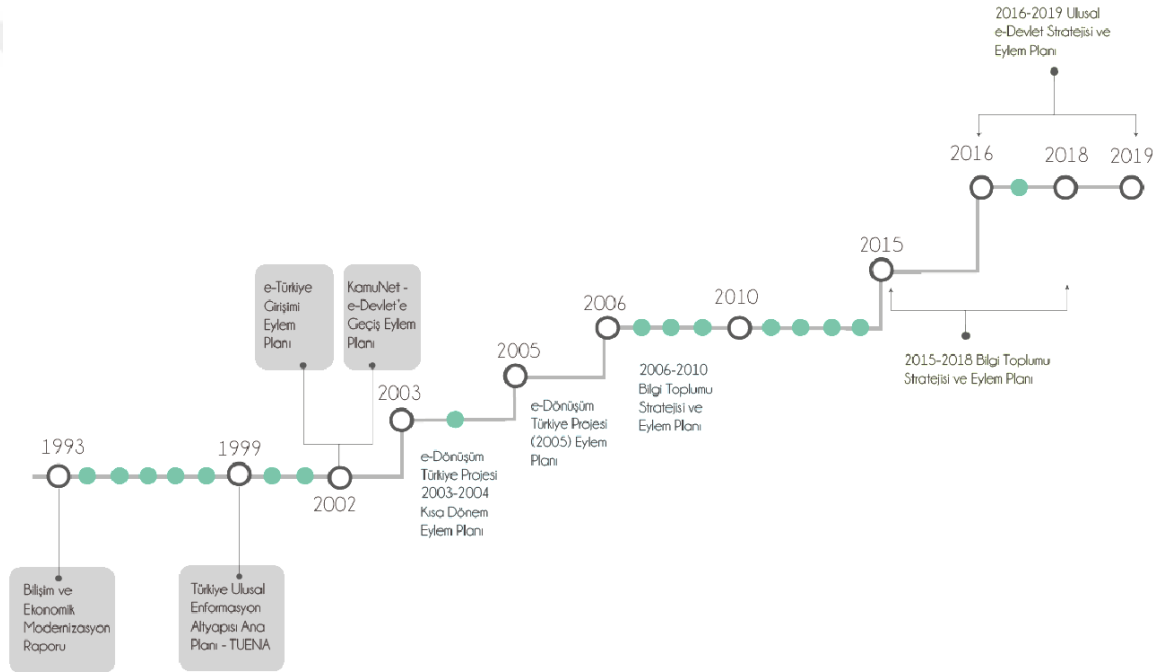 1993
Bilişim ve
Ekonomik
Modernizasyon
Raporu
1999
Türkiye Ulusal
Enformasyon
Altyapısı Ana
Planı - TUENA
e-Türkiye
Girişimi
Eylem
Planı
KamuNet -
e-Devlet'e
Geçiş Eylem
Planı
2002
2003
e-Dönüşüm
Türkiye Projesi
2003-2004
Kısa Dönem
Eylem Planı
2005
e-Dönüşüm
Türkiye Projesi
(2005) Eylem
Planı
2006
2006-2010
Bilgi Toplumu
Stratejisi ve
Eylem Planı
2010
2015
2015-2018 Bilgi Toplumu
Stratejisi ve Eylem Planı
2016-2019 Ulusal
e-Devlet Stratejisi ve
Eylem Planı
2016
2018
2019